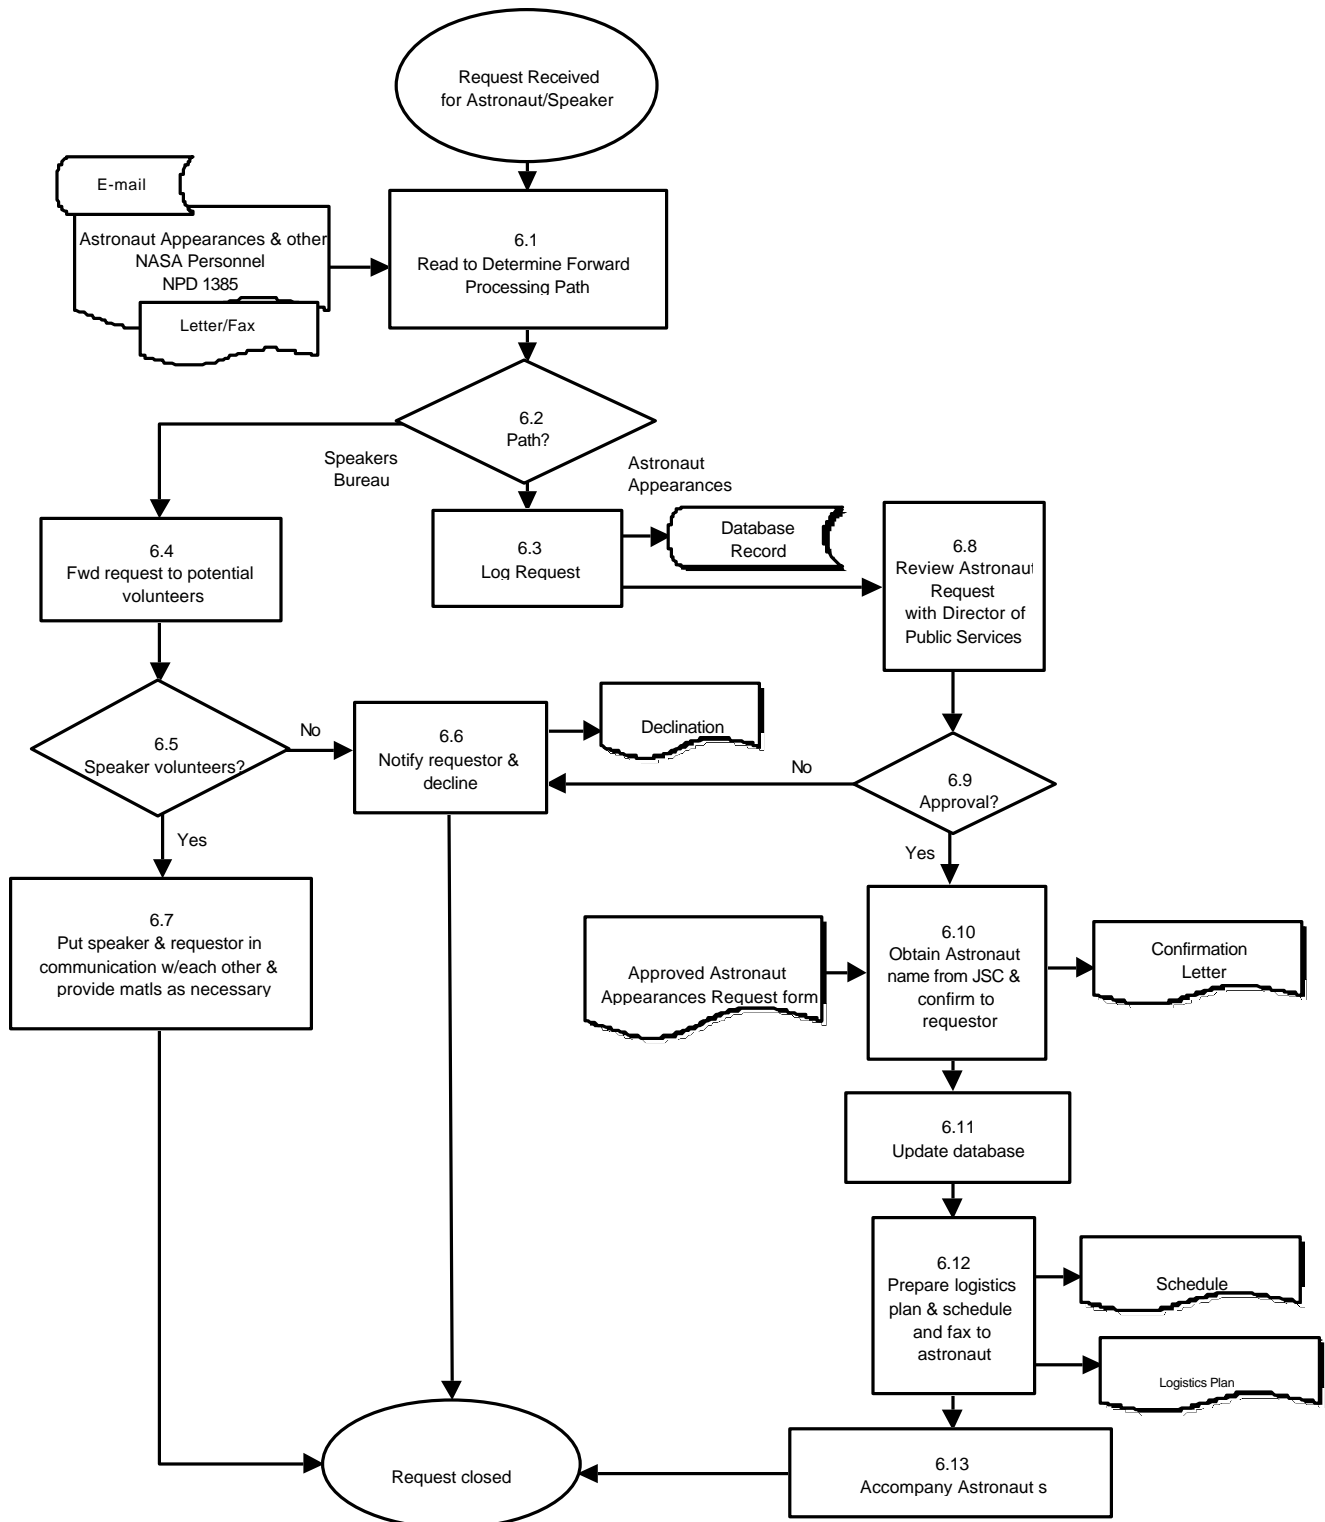 Request Received
for Astronaut/Speaker
E-mail
Astronaut Appearances & other
NASA Personnel
NPD 1385
Letter/Fax
6.1
Read to Determine Forward
Processing Path
6.2
Path?
Speakers
Bureau
Astronaut
Appearances
6.4
Fwd request to potential
volunteers
6.3
Log Request
Database
Record
6.8
Review Astronaut
Request
with Director of
Public Services
6.5
Speaker volunteers?
No
6.6
Notify requestor &
decline
Declination
No
6.9
Approval?
Yes
Yes
6.7
Put speaker & requestor in
communication w/each other &
provide matls as necessary
Approved Astronaut
Appearances Request form
6.10
Obtain Astronaut
name from JSC &
confirm to
requestor
Confirmation
Letter
6.11
Update database
6.12
Prepare logistics
plan & schedule
and fax to
astronaut
Schedule
Logistics Plan
Request closed
6.13
Accompany Astronaut s